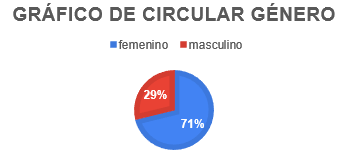 GRÁFICO DE CIRCULAR GÉNERO
femenino masculino
29%
71%